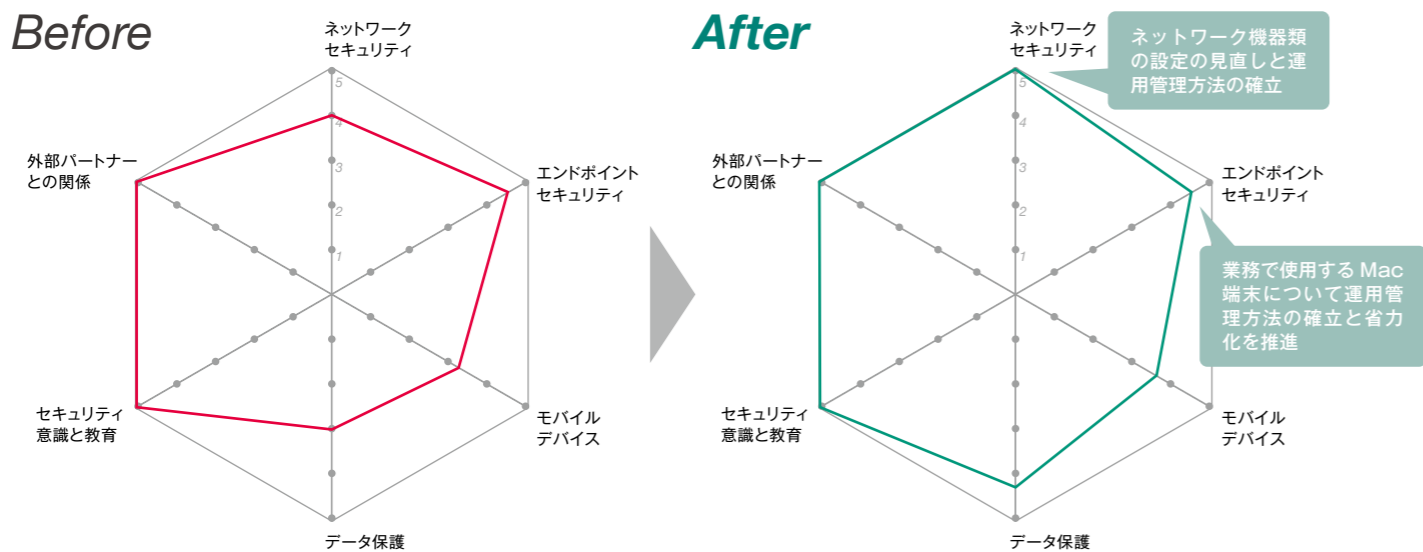 Before
ネットワーク
セキュリティ
5
4
3
2
1
エンドポイント
セキュリティ
モバイル
デバイス
データ保護
セキュリティ
意識と教育
外部パートナー
との関係
After
ネットワーク
セキュリティ
5
4
3
2
1
エンドポイント
セキュリティ
モバイル
デバイス
データ保護
セキュリティ
意識と教育
外部パートナー
との関係
ネットワーク機器類
の設定の見直しと運
用管理方法の確立
業務で使用する Mac
端末について運用管
理方法の確立と省力
化を推進